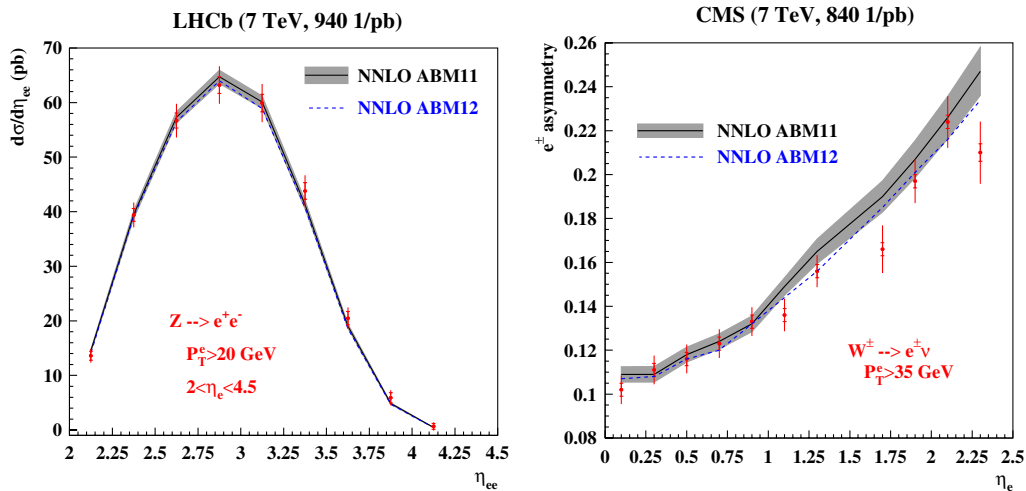 LHCb (7 TeV, 940 1/pb)
dσ/dη_ee (pb)
70
60
50
40
30
20
10
0
NNLO ABM11
NNLO ABM12
Z --> e⁺e⁻
P_T^e>20 GeV
2<η_e<4.5
2 2.25 2.5 2.75 3 3.25 3.5 3.75 4 4.25 4.5
η_ee
CMS (7 TeV, 840 1/pb)
e^± asymmetry
0.26
0.24
0.22
0.2
0.18
0.16
0.14
0.12
0.1
0.08
NNLO ABM11
NNLO ABM12
W^± --> e^±ν
P_T^e>35 GeV
0 0.25 0.5 0.75 1 1.25 1.5 1.75 2 2.25 2.5
η_e